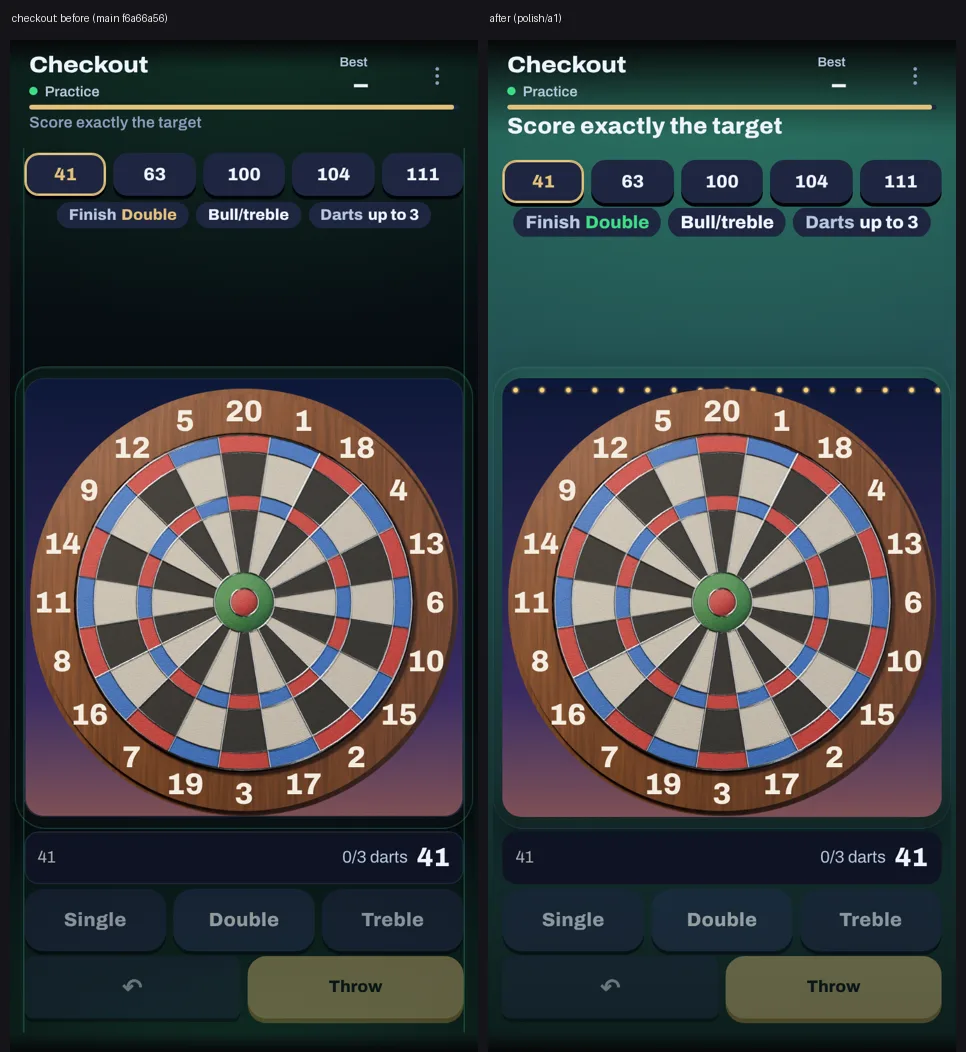 checkout: before (main f6a66a56)
Checkout
Best
–
Practice
Score exactly the target
41 63 100 104 111
Finish Double Bull/treble Darts up to 3
20
5 1
12 18
9 4
14 13
11 6
8 10
16 15
7 2
19 17
3
41 0/3 darts 41
Single Double Treble
↶ Throw
after (polish/a1)
Checkout
Best
–
Practice
Score exactly the target
41 63 100 104 111
Finish Double Bull/treble Darts up to 3
20
5 1
12 18
9 4
14 13
11 6
8 10
16 15
7 2
19 17
3
41 0/3 darts 41
Single Double Treble
↶ Throw